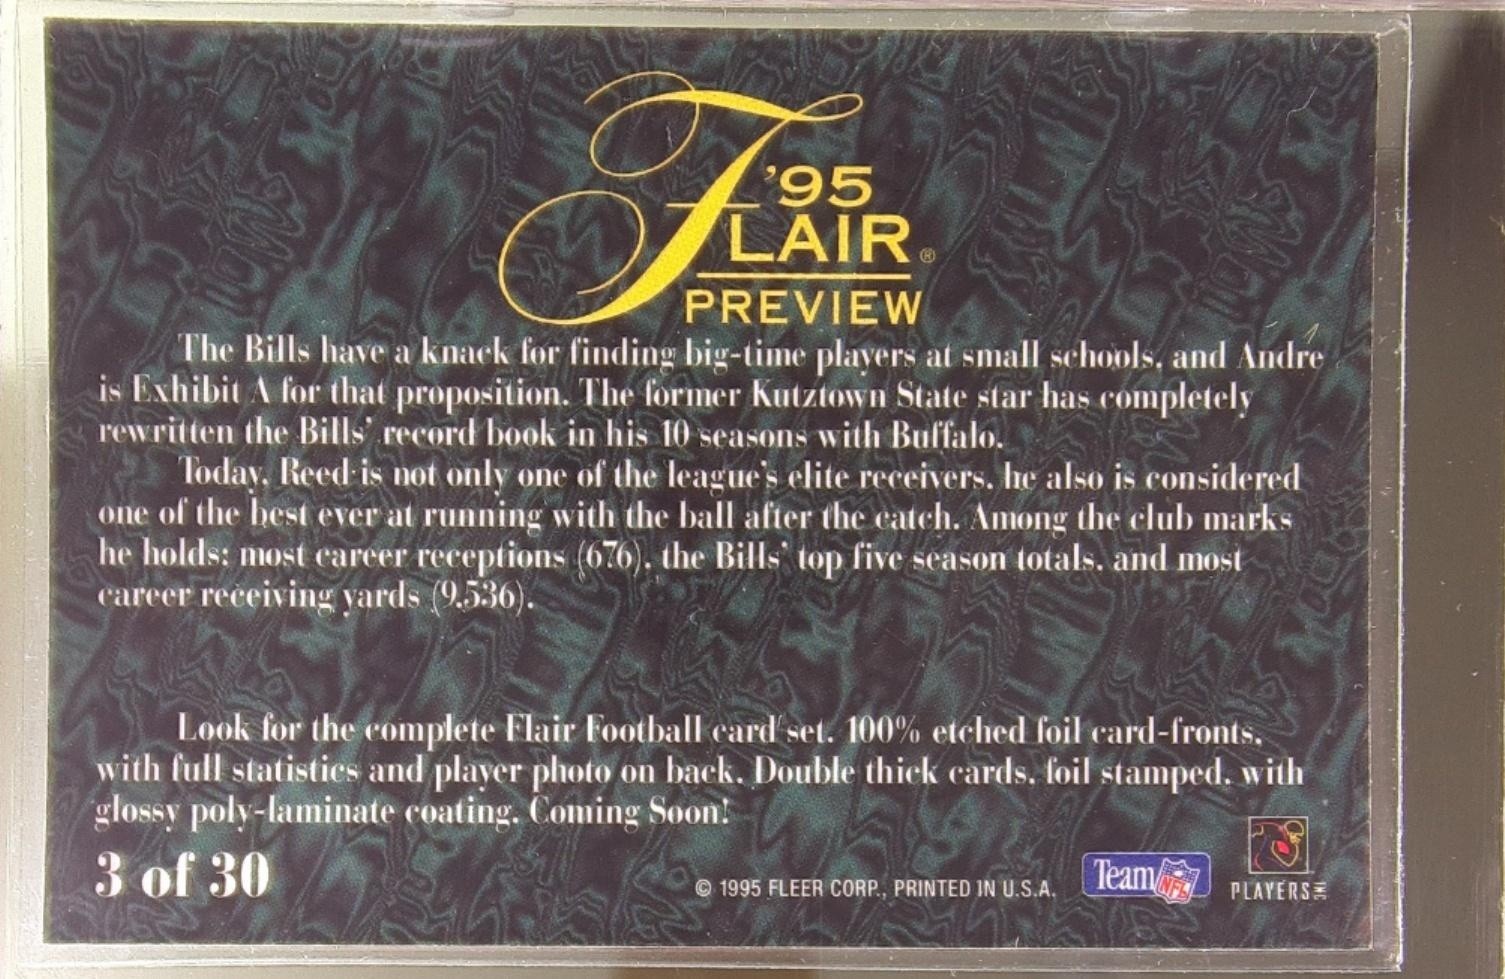 '95
FLAIR®
PREVIEW
The Bills have a knack for finding big-time players at small schools, and Andre
is Exhibit A for that proposition. The former Kutztown State star has completely
rewritten the Bills' record book in his 10 seasons with Buffalo.
Today, Reed is not only one of the league's elite receivers, he also is considered
one of the best ever at running with the ball after the catch. Among the club marks
he holds: most career receptions (676), the Bills' top five season totals, and most
career receiving yards (9,536).
Look for the complete Flair Football card set. 100% etched foil card-fronts,
with full statistics and player photo on back. Double thick cards, foil stamped, with
glossy poly-laminate coating. Coming Soon!
3 of 30
© 1995 FLEER CORP., PRINTED IN U.S.A.
Team NFL
PLAYERS INC